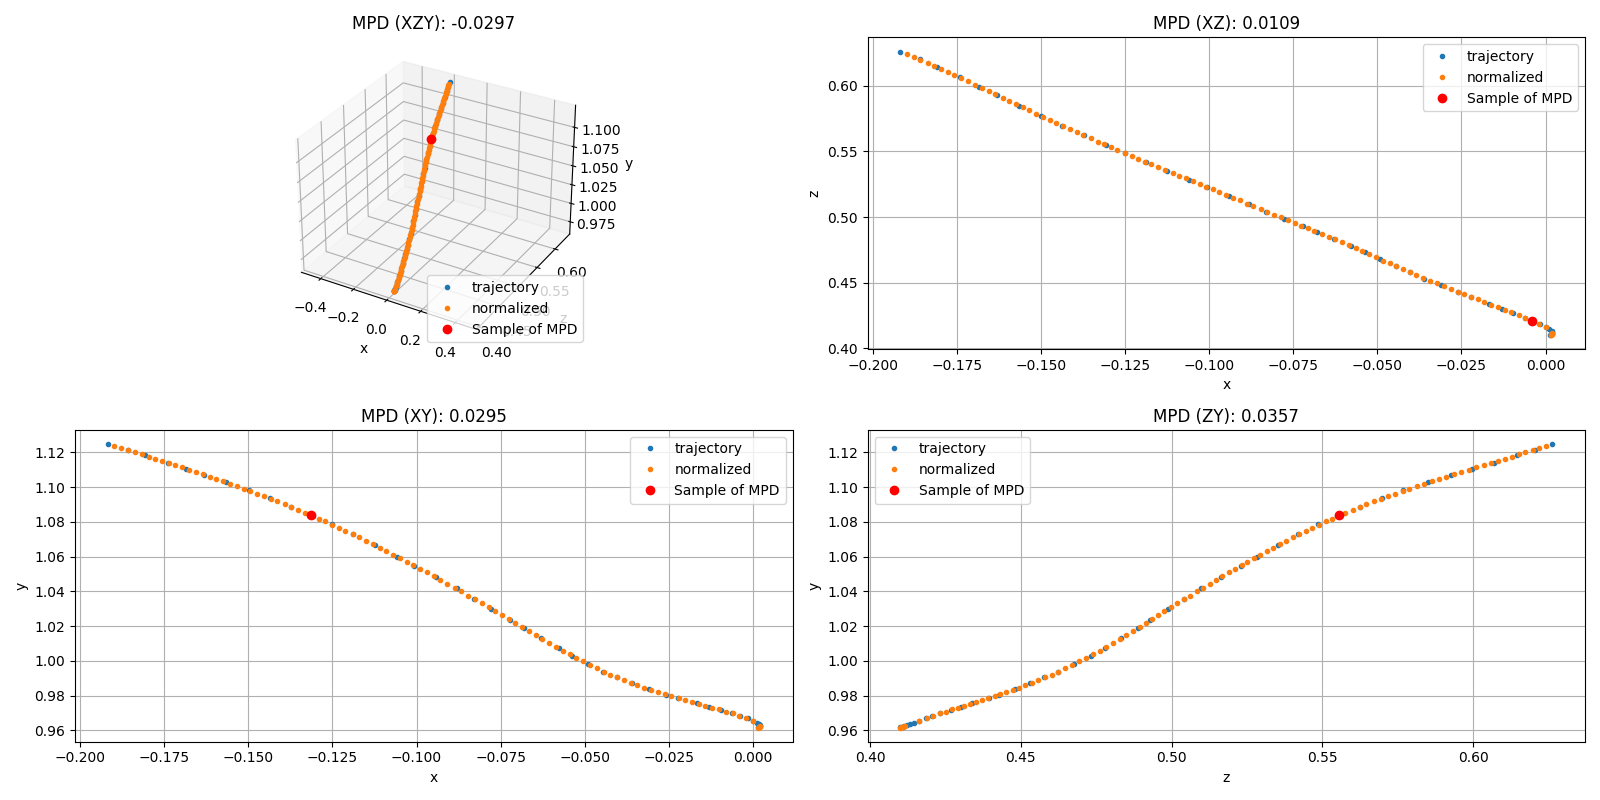 MPD (XZY): -0.0297
1.100
1.075
1.050
1.025
1.000
0.975
y
0.60
0.55
z
0.40
−0.4
−0.2
0.0
0.2
0.4
x
trajectory
normalized
Sample of MPD
MPD (XZ): 0.0109
trajectory
normalized
Sample of MPD
0.60
0.55
0.50
0.45
0.40
z
−0.200
−0.175
−0.150
−0.125
−0.100
−0.075
−0.050
−0.025
0.000
x
MPD (XY): 0.0295
trajectory
normalized
Sample of MPD
1.12
1.10
1.08
1.06
1.04
1.02
1.00
0.98
0.96
y
−0.200
−0.175
−0.150
−0.125
−0.100
−0.075
−0.050
−0.025
0.000
x
MPD (ZY): 0.0357
trajectory
normalized
Sample of MPD
1.12
1.10
1.08
1.06
1.04
1.02
1.00
0.98
0.96
y
0.40
0.45
0.50
0.55
0.60
z